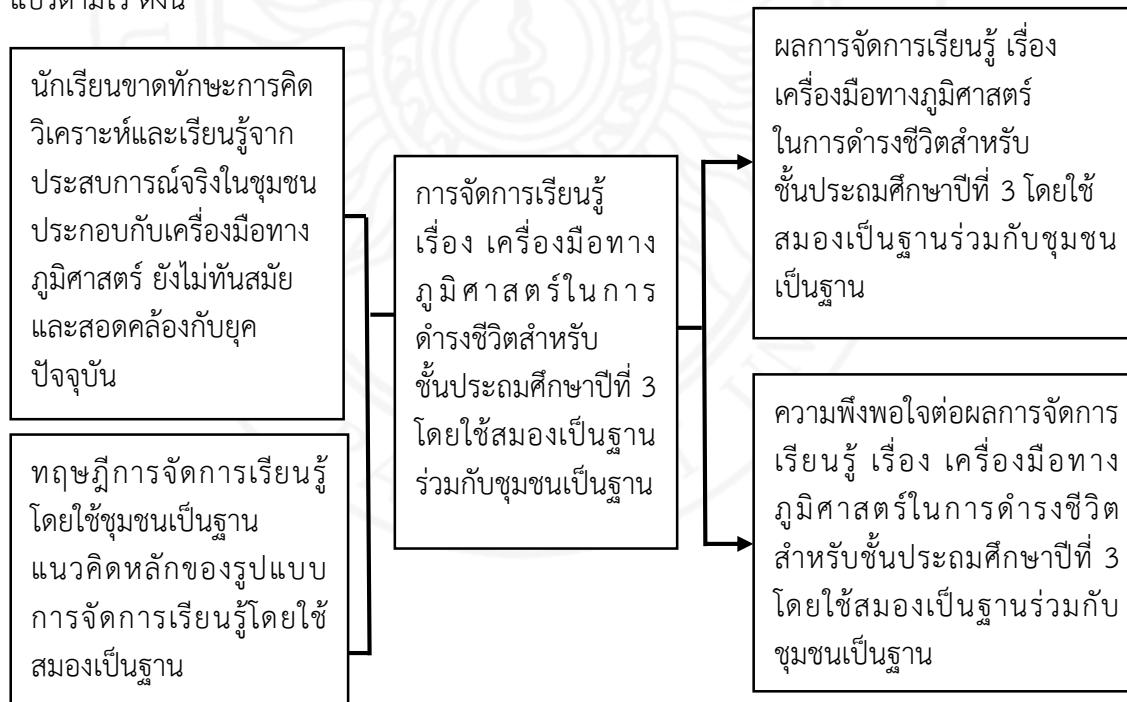 นักเรียนขาดทักษะการคิด
วิเคราะห์และเรียนรู้จาก
ประสบการณ์จริงในชุมชน
ประกอบกับเครื่องมือทาง
ภูมิศาสตร์ ยังไม่ทันสมัย
และสอดคล้องกับยุค
ปัจจุบัน
ทฤษฎีการจัดการเรียนรู้
โดยใช้ชุมชนเป็นฐาน
แนวคิดหลักของรูปแบบ
การจัดการเรียนรู้โดยใช้
สมองเป็นฐาน
การจัดการเรียนรู้
เรื่อง เครื่องมือทาง
ภูมิศาสตร์ในการ
ดำรงชีวิตสำหรับ
ชั้นประถมศึกษาปีที่ 3
โดยใช้สมองเป็นฐาน
ร่วมกับชุมชนเป็นฐาน
ผลการจัดการเรียนรู้ เรื่อง
เครื่องมือทางภูมิศาสตร์
ในการดำรงชีวิตสำหรับ
ชั้นประถมศึกษาปีที่ 3 โดยใช้
สมองเป็นฐานร่วมกับชุมชน
เป็นฐาน
ความพึงพอใจต่อผลการจัดการ
เรียนรู้ เรื่อง เครื่องมือทาง
ภูมิศาสตร์ในการดำรงชีวิต
สำหรับชั้นประถมศึกษาปีที่ 3
โดยใช้สมองเป็นฐานร่วมกับ
ชุมชนเป็นฐาน